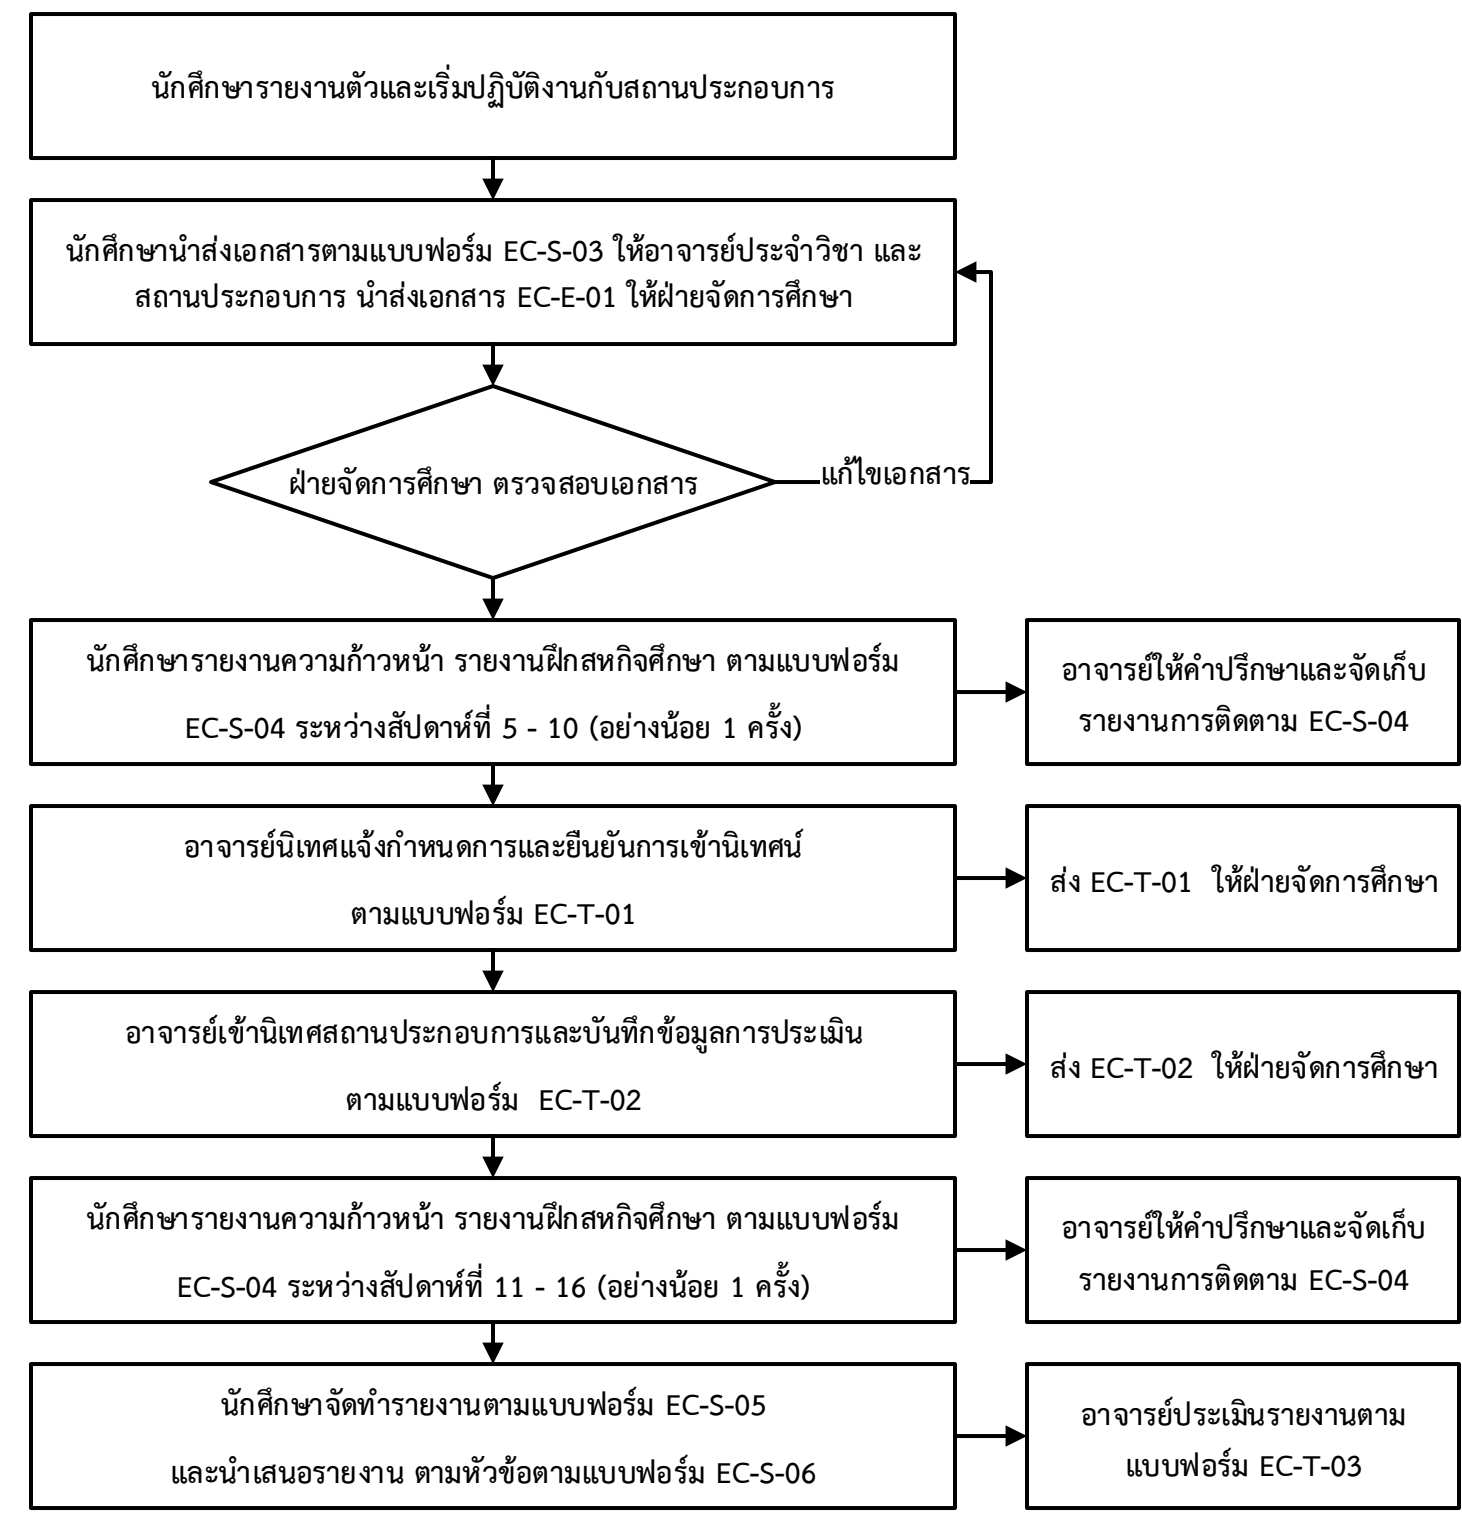 นักศึกษารายงานตัวและเริ่มปฏิบัติงานกับสถานประกอบการ
นักศึกษานำส่งเอกสารตามแบบฟอร์ม EC-S-03 ให้อาจารย์ประจำวิชา และ
สถานประกอบการ นำส่งเอกสาร EC-E-01 ให้ฝ่ายจัดการศึกษา
ฝ่ายจัดการศึกษา ตรวจสอบเอกสาร
แก้ไขเอกสาร
นักศึกษารายงานความก้าวหน้า รายงานฝึกสหกิจศึกษา ตามแบบฟอร์ม
EC-S-04 ระหว่างสัปดาห์ที่ 5 - 10 (อย่างน้อย 1 ครั้ง)
อาจารย์ให้คำปรึกษาและจัดเก็บ
รายงานการติดตาม EC-S-04
อาจารย์นิเทศแจ้งกำหนดการและยืนยันการเข้านิเทศน์
ตามแบบฟอร์ม EC-T-01
ส่ง EC-T-01 ให้ฝ่ายจัดการศึกษา
อาจารย์เข้านิเทศสถานประกอบการและบันทึกข้อมูลการประเมิน
ตามแบบฟอร์ม EC-T-02
ส่ง EC-T-02 ให้ฝ่ายจัดการศึกษา
นักศึกษารายงานความก้าวหน้า รายงานฝึกสหกิจศึกษา ตามแบบฟอร์ม
EC-S-04 ระหว่างสัปดาห์ที่ 11 - 16 (อย่างน้อย 1 ครั้ง)
อาจารย์ให้คำปรึกษาและจัดเก็บ
รายงานการติดตาม EC-S-04
นักศึกษาจัดทำรายงานตามแบบฟอร์ม EC-S-05
และนำเสนอรายงาน ตามหัวข้อตามแบบฟอร์ม EC-S-06
อาจารย์ประเมินรายงานตาม
แบบฟอร์ม EC-T-03